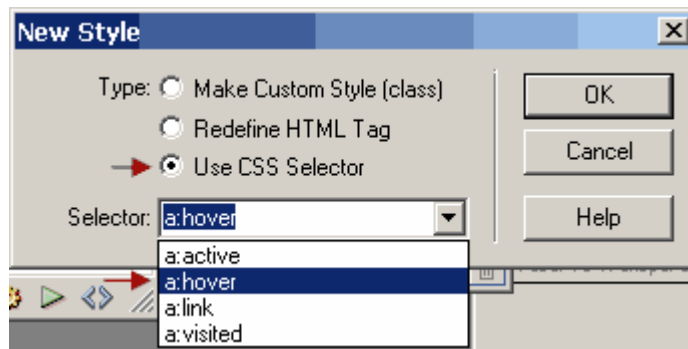 New Style
Type: Make Custom Style (class)
Redefine HTML Tag
Use CSS Selector
Selector: a:hover
a:active
a:hover
a:link
a:visited
OK
Cancel
Help